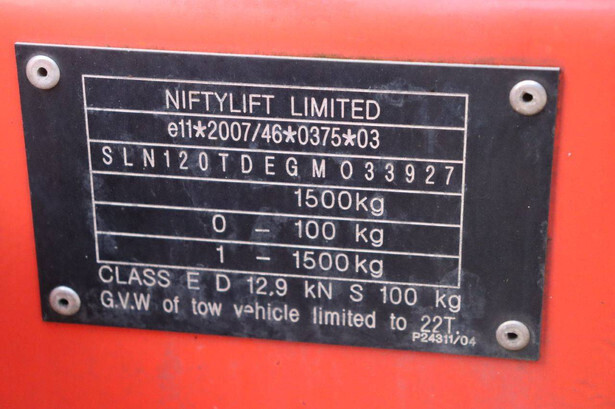 NIFTYLIFT LIMITED
e11*2007/46*0375*03
SLN120TDEGM033927
1500kg
0 - 100 kg
1 - 1500kg
CLASS E D 12.9 kN S 100 kg
G.V.W of tow vehicle limited to 22T.
P24311/04